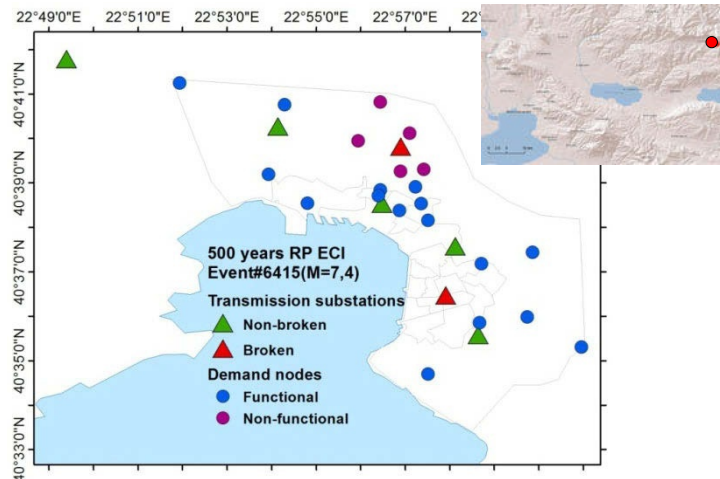 22°49'0"E 22°51'0"E 22°53'0"E 22°55'0"E 22°57'0"E 22°
40°41'0"N
40°39'0"N
40°37'0"N
40°35'0"N
40°33'0"N
500 years RP ECI
Event#6415(M=7,4)
Transmission substations
Non-broken
Broken
Demand nodes
Functional
Non-functional